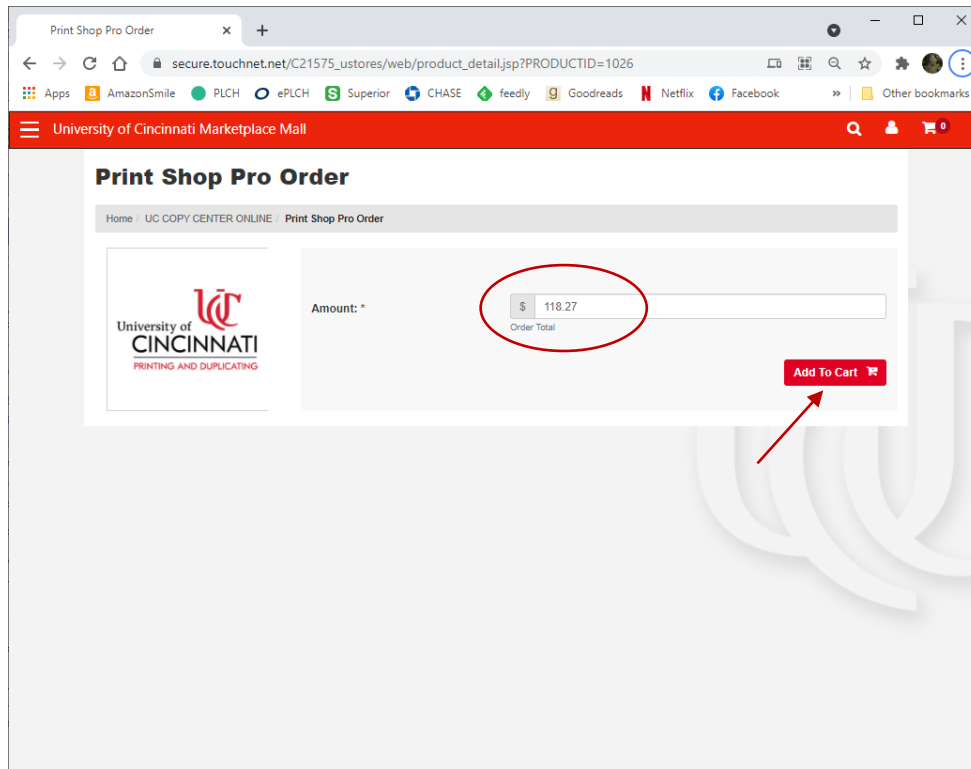 Print Shop Pro Order
secure.touchnet.net/C21575_ustores/web/product_detail.jsp?PRODUCTID=1026
Apps a AmazonSmile PLCH ePLCH S Superior CHASE feedly g Goodreads N Netflix Facebook » Other bookmarks
University of Cincinnati Marketplace Mall 0
Print Shop Pro Order
Home / UC COPY CENTER ONLINE / Print Shop Pro Order
UC
University of
CINCINNATI
PRINTING AND DUPLICATING
Amount: * $ 118.27
Order Total
Add To Cart